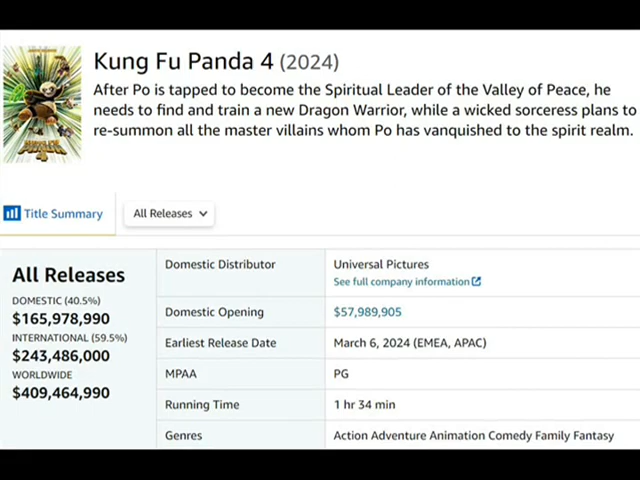 Kung Fu Panda 4 (2024)
After Po is tapped to become the Spiritual Leader of the Valley of Peace, he
needs to find and train a new Dragon Warrior, while a wicked sorceress plans to
re-summon all the master villains whom Po has vanquished to the spirit realm.
Title Summary
All Releases
All Releases
DOMESTIC (40.5%)
$165,978,990
INTERNATIONAL (59.5%)
$243,486,000
WORLDWIDE
$409,464,990
Domestic Distributor
Universal Pictures
See full company information
Domestic Opening
$57,989,905
Earliest Release Date
March 6, 2024 (EMEA, APAC)
MPAA
PG
Running Time
1 hr 34 min
Genres
Action Adventure Animation Comedy Family Fantasy